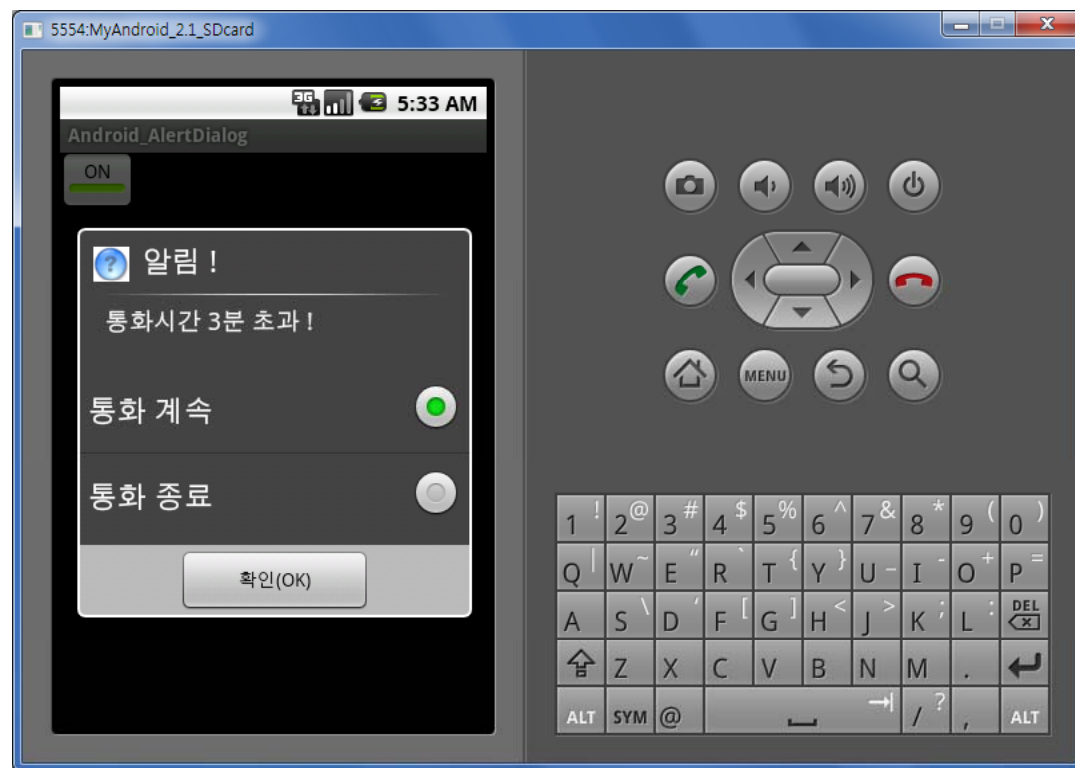 5554:MyAndroid_2.1_SDcard
3G 5:33 AM
Android_AlertDialog
ON
? 알림 !
통화시간 3분 초과 !
통화 계속
통화 종료
확인(OK)
MENU
1 ! 2 @ 3 # 4 $ 5 % 6 ^ 7 & 8 * 9 ( 0 )
Q | W ~ E “ R ` T { Y } U _ I - O + P =
A S \ D ‘ F [ G ] H < J > K ; L : DEL
Z X C V B N M .
ALT SYM @ / ? , ALT